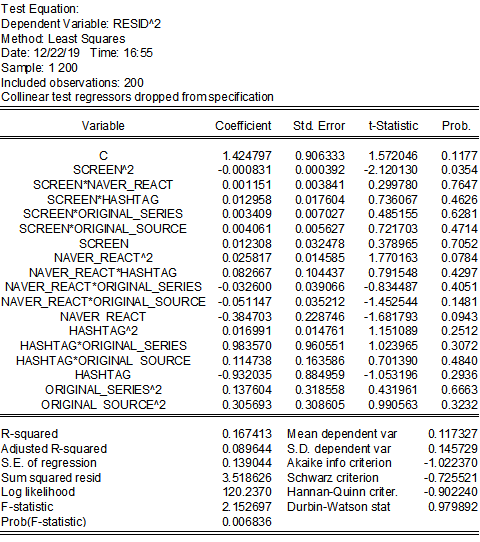 Test Equation:
Dependent Variable: RESID^2
Method: Least Squares
Date: 12/22/19 Time: 16:55
Sample: 1 200
Included observations: 200
Collinear test regressors dropped from specification
Variable Coefficient Std. Error t-Statistic Prob.
C 1.424797 0.906333 1.572046 0.1177
SCREEN^2 -0.000831 0.000392 -2.120130 0.0354
SCREEN*NAVER_REACT 0.001151 0.003841 0.299780 0.7647
SCREEN*HASHTAG 0.012958 0.017604 0.736067 0.4626
SCREEN*ORIGINAL_SERIES 0.003409 0.007027 0.485155 0.6281
SCREEN*ORIGINAL_SOURCE 0.004061 0.005627 0.721703 0.4714
SCREEN 0.012308 0.032478 0.378965 0.7052
NAVER_REACT^2 0.025817 0.014585 1.770163 0.0784
NAVER_REACT*HASHTAG 0.082667 0.104437 0.791548 0.4297
NAVER_REACT*ORIGINAL_SERIES -0.032600 0.039066 -0.834487 0.4051
NAVER_REACT*ORIGINAL_SOURCE -0.051147 0.035212 -1.452544 0.1481
NAVER_REACT -0.384703 0.228746 -1.681793 0.0943
HASHTAG^2 0.016991 0.014761 1.151089 0.2512
HASHTAG*ORIGINAL_SERIES 0.983570 0.960551 1.023965 0.3072
HASHTAG*ORIGINAL_SOURCE 0.114738 0.163586 0.701390 0.4840
HASHTAG -0.932035 0.884959 -1.053196 0.2936
ORIGINAL_SERIES^2 0.137604 0.318558 0.431961 0.6663
ORIGINAL_SOURCE^2 0.305693 0.308605 0.990563 0.3232
R-squared 0.167413 Mean dependent var 0.117327
Adjusted R-squared 0.089644 S.D. dependent var 0.145729
S.E. of regression 0.139044 Akaike info criterion -1.022370
Sum squared resid 3.518626 Schwarz criterion -0.725521
Log likelihood 120.2370 Hannan-Quinn criter. -0.902240
F-statistic 2.152697 Durbin-Watson stat 0.979892
Prob(F-statistic) 0.006836